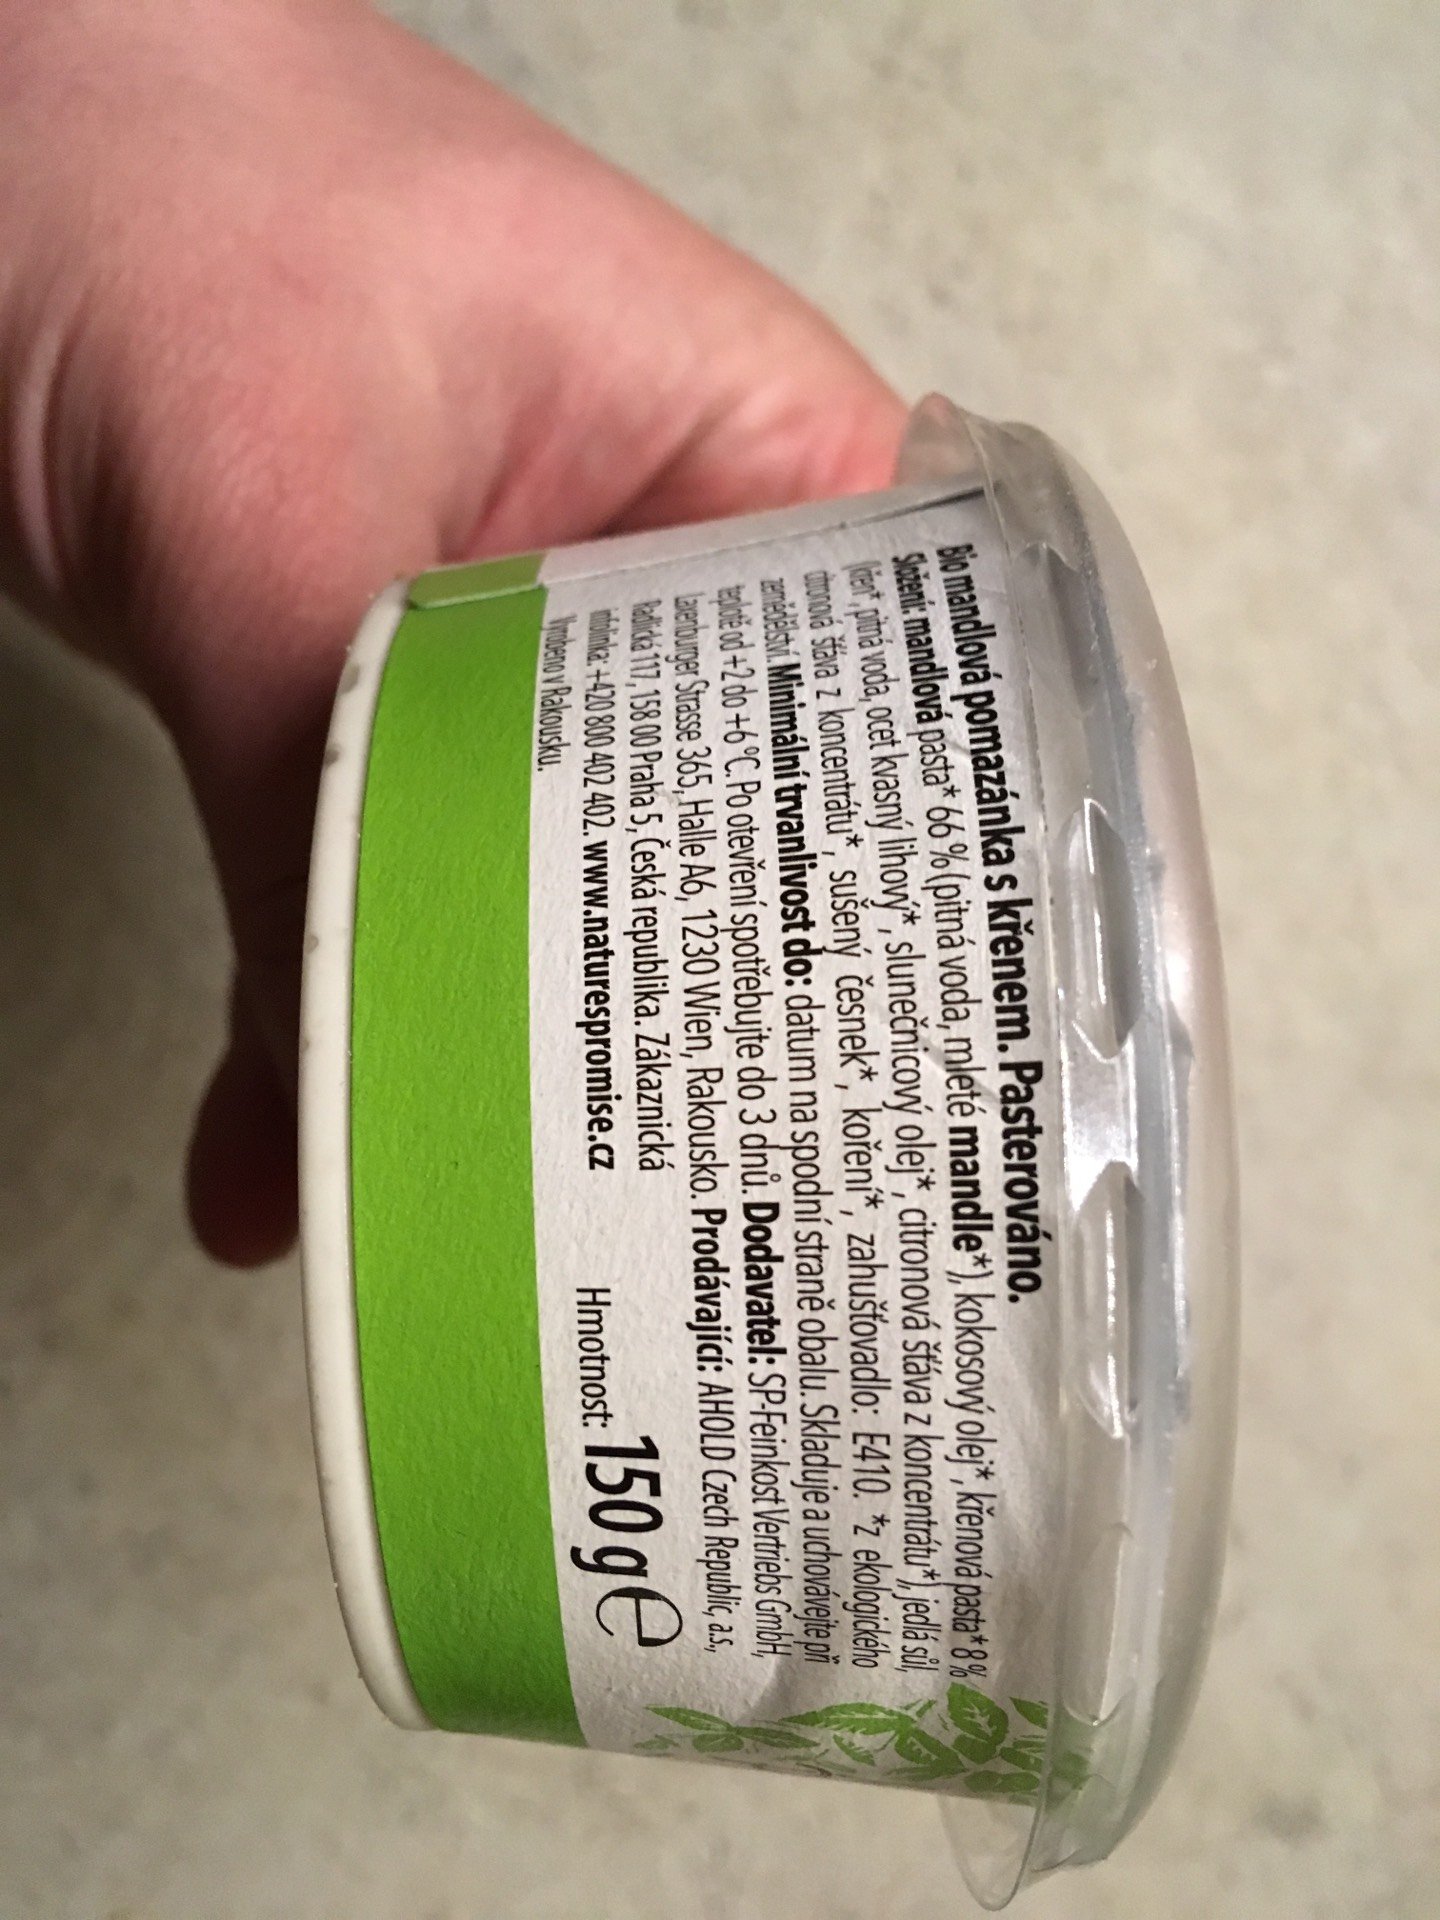 Bio mandlová pomazánka s křenem. Pasterováno.
Složení: mandlová pasta* 66 % (pitná voda, mleté mandle*), kokosový olej*, křenová pasta* 8 %
(křen*, pitná voda, ocet kvasný lihový*, slunečnicový olej*, citronová šťáva z koncentrátu*), jedlá sůl,
citronová šťáva z koncentrátu*, sušený česnek*, koření*, zahušťovadlo: E410. *z ekologického
zemědělství. Minimální trvanlivost do: datum na spodní straně obalu. Skladuje a uchovávejte při
teplotě od +2 do +6 °C. Po otevření spotřebujte do 3 dnů. Dodavatel: SP-Feinkost Vertriebs GmbH,
Laxenburger Strasse 365, Halle A6, 1230 Wien, Rakousko. Prodávající: AHOLD Czech Republic, a.s.,
Radlická 117, 158 00 Praha 5, Česká republika. Zákaznická
infolinka: +420 800 402 402. www.naturespromise.cz
Vyrobeno v Rakousku.
Hmotnost: 150 g e